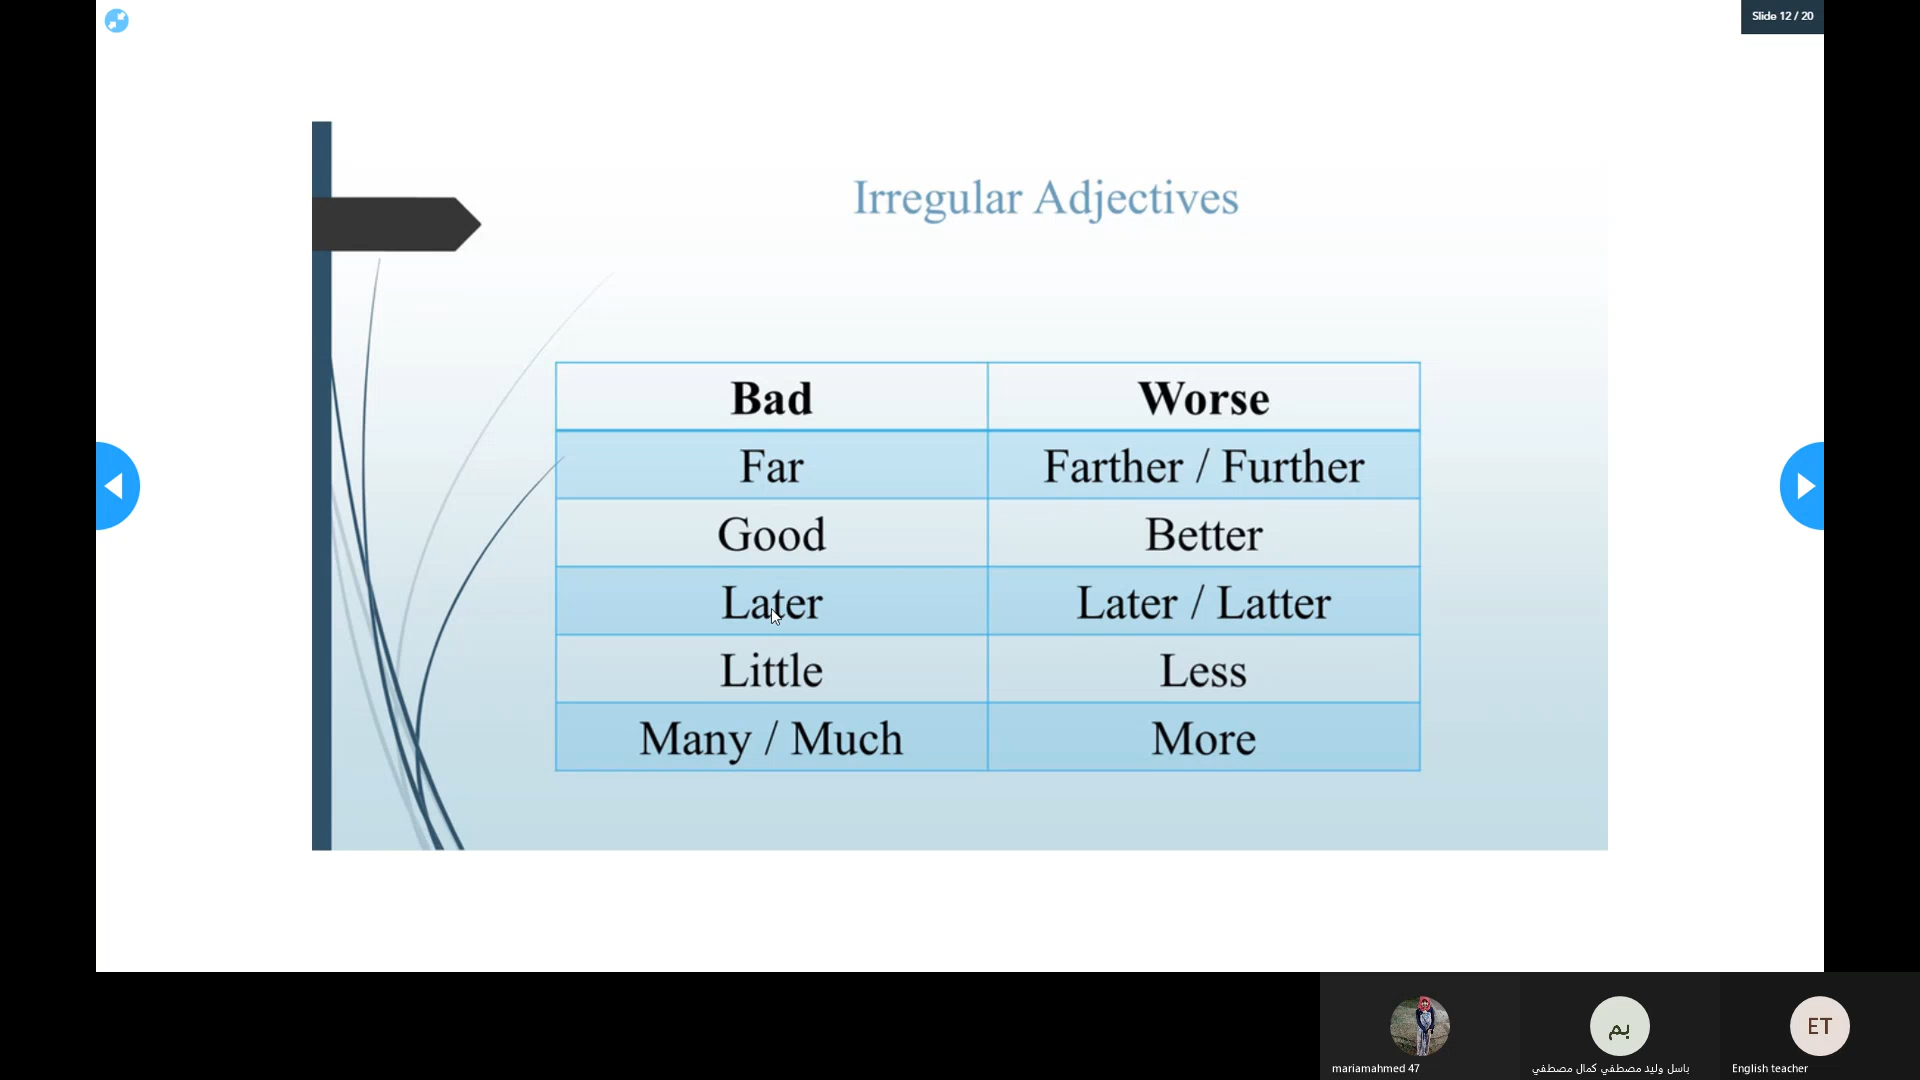 Slide 12 / 20
Irregular Adjectives
Bad Worse
Far Farther / Further
Good Better
Later Later / Latter
Little Less
Many / Much More
بم
ET
mariamahmed 47
باسل وليد مصطفي كمال مصطفي
English teacher